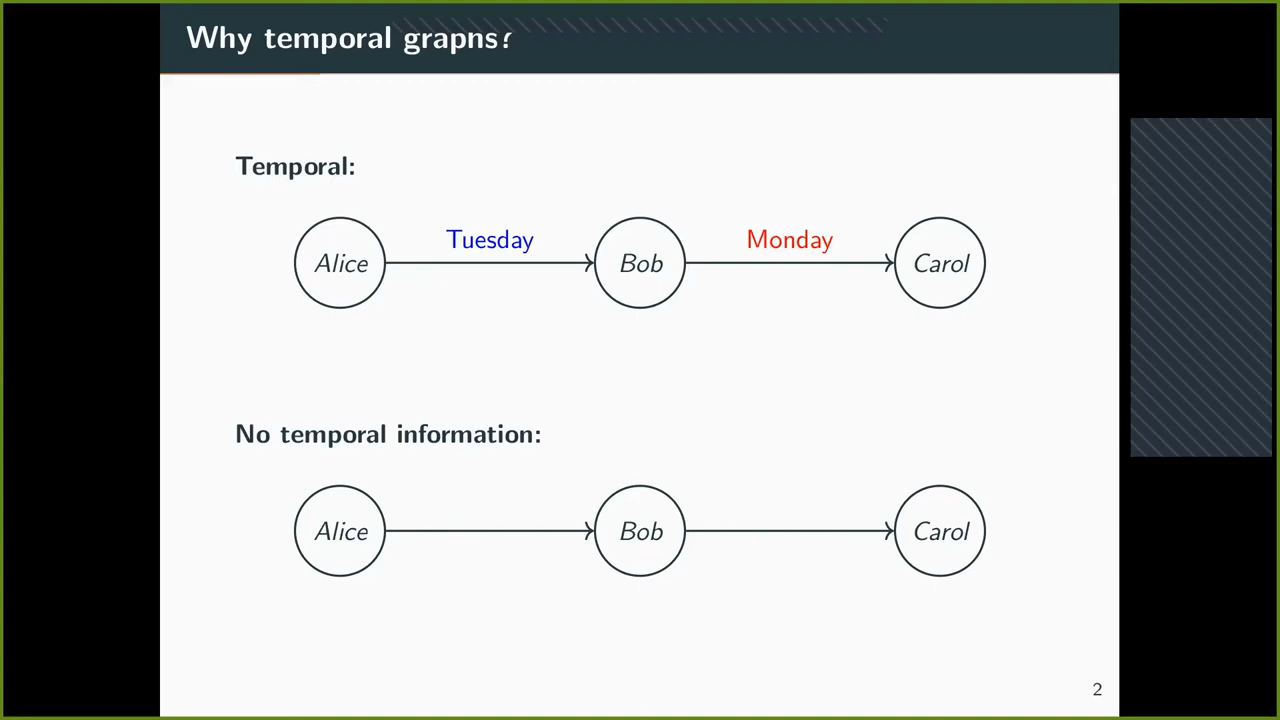 Why temporal graphs?
Temporal:
Alice Tuesday Bob Monday Carol
No temporal information:
Alice Bob Carol
2